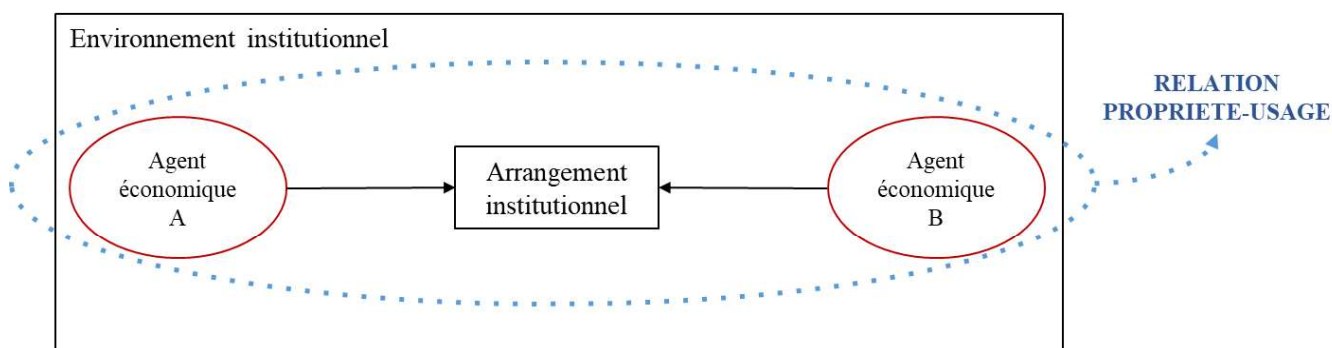 Environnement institutionnel
RELATION
PROPRIETE-USAGE
Agent
économique
A
Arrangement
institutionnel
Agent
économique
B